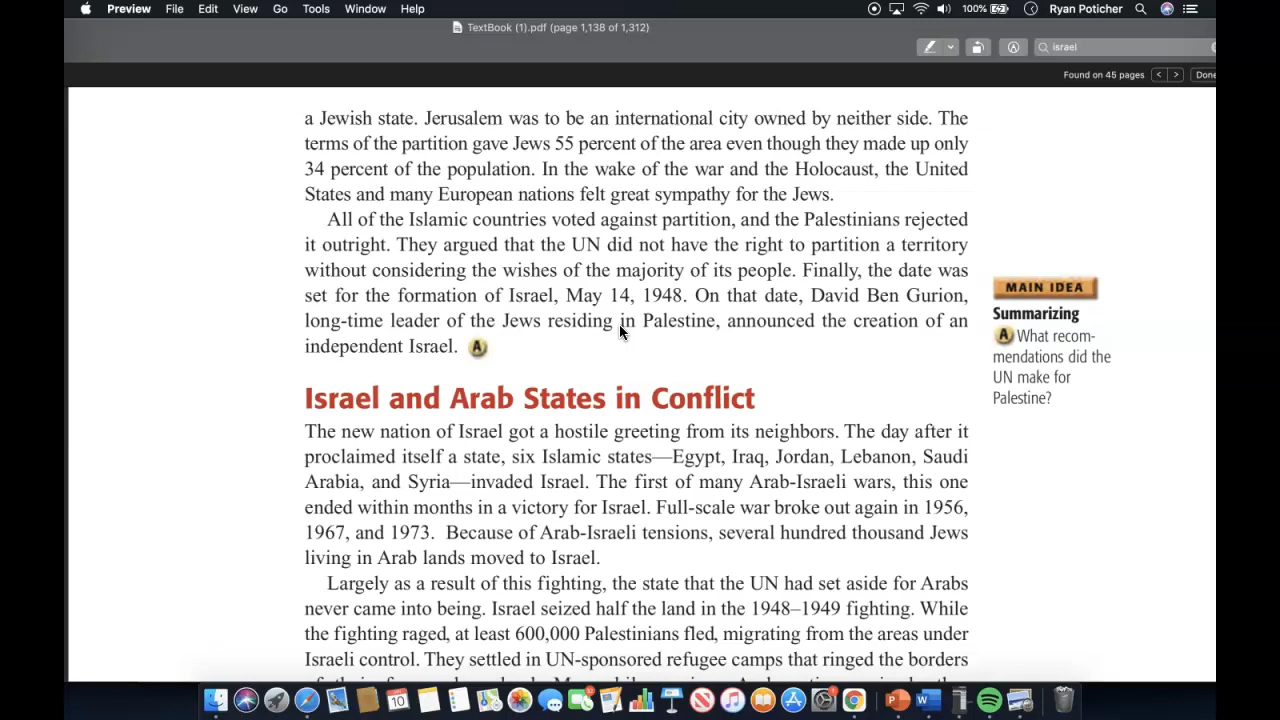 Preview File Edit View Go Tools Window Help 100% Ryan Poticher
TextBook (1).pdf (page 1,138 of 1,312)
israel
Found on 45 pages < > Done
a Jewish state. Jerusalem was to be an international city owned by neither side. The
terms of the partition gave Jews 55 percent of the area even though they made up only
34 percent of the population. In the wake of the war and the Holocaust, the United
States and many European nations felt great sympathy for the Jews.
All of the Islamic countries voted against partition, and the Palestinians rejected
it outright. They argued that the UN did not have the right to partition a territory
without considering the wishes of the majority of its people. Finally, the date was
set for the formation of Israel, May 14, 1948. On that date, David Ben Gurion,
long-time leader of the Jews residing in Palestine, announced the creation of an
independent Israel. A
MAIN IDEA
Summarizing
A What recom-
mendations did the
UN make for
Palestine?
Israel and Arab States in Conflict
The new nation of Israel got a hostile greeting from its neighbors. The day after it
proclaimed itself a state, six Islamic states—Egypt, Iraq, Jordan, Lebanon, Saudi
Arabia, and Syria—invaded Israel. The first of many Arab-Israeli wars, this one
ended within months in a victory for Israel. Full-scale war broke out again in 1956,
1967, and 1973. Because of Arab-Israeli tensions, several hundred thousand Jews
living in Arab lands moved to Israel.
Largely as a result of this fighting, the state that the UN had set aside for Arabs
never came into being. Israel seized half the land in the 1948–1949 fighting. While
the fighting raged, at least 600,000 Palestinians fled, migrating from the areas under
Israeli control. They settled in UN-sponsored refugee camps that ringed the borders